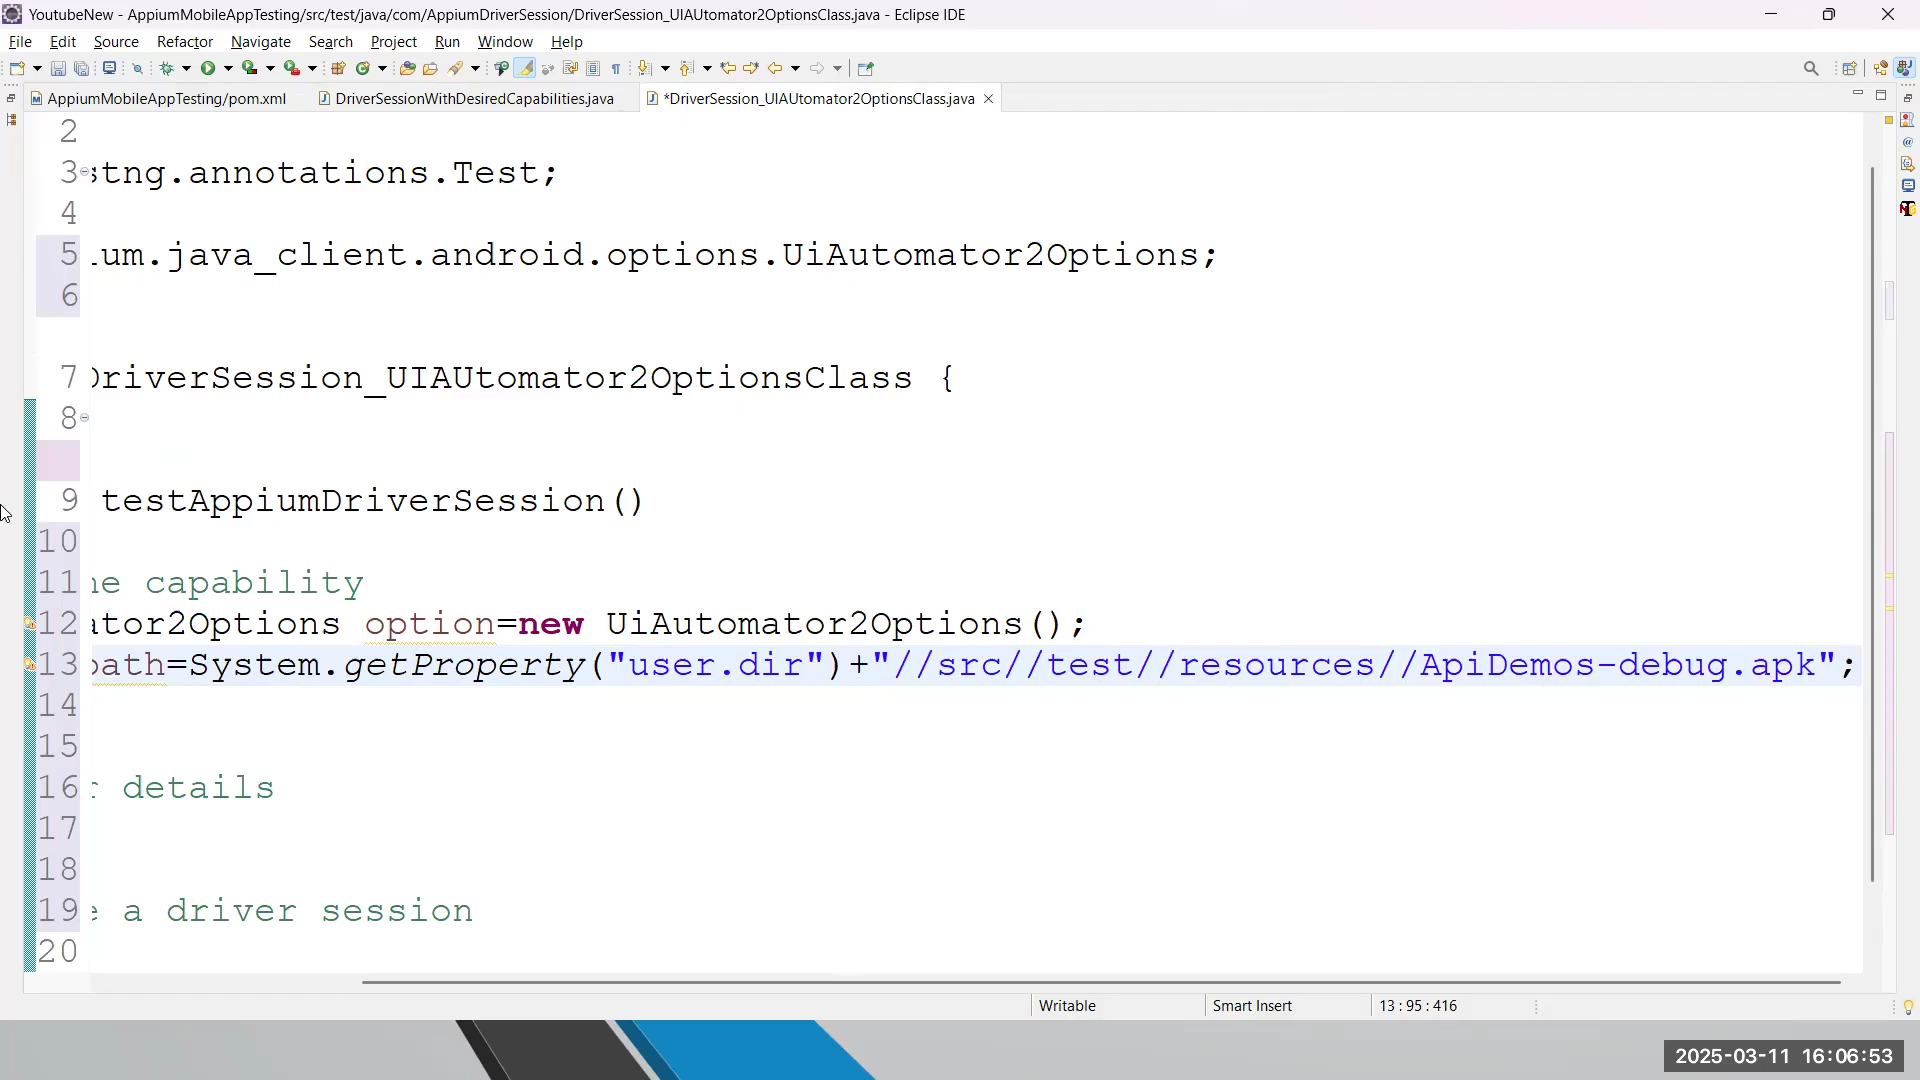 YoutubeNew - AppiumMobileAppTesting/src/test/java/com/AppiumDriverSession/DriverSession_UIAUtomator2OptionsClass.java - Eclipse IDE
File Edit Source Refactor Navigate Search Project Run Window Help
AppiumMobileAppTesting/pom.xml DriverSessionWithDesiredCapabilities.java *DriverSession_UIAUtomator2OptionsClass.java
2
3 stng.annotations.Test;
4
5 ium.java_client.android.options.UiAutomator2Options;
6
7 DriverSession_UIAUtomator2OptionsClass {
8
9 testAppiumDriverSession()
10
11 he capability
12 ator2Options option=new UiAutomator2Options();
13 path=System.getProperty("user.dir")+"//src//test//resources//ApiDemos-debug.apk";
14
15
16 r details
17
18
19 e a driver session
20
Writable Smart Insert 13 : 95 : 416
2025-03-11 16:06:53